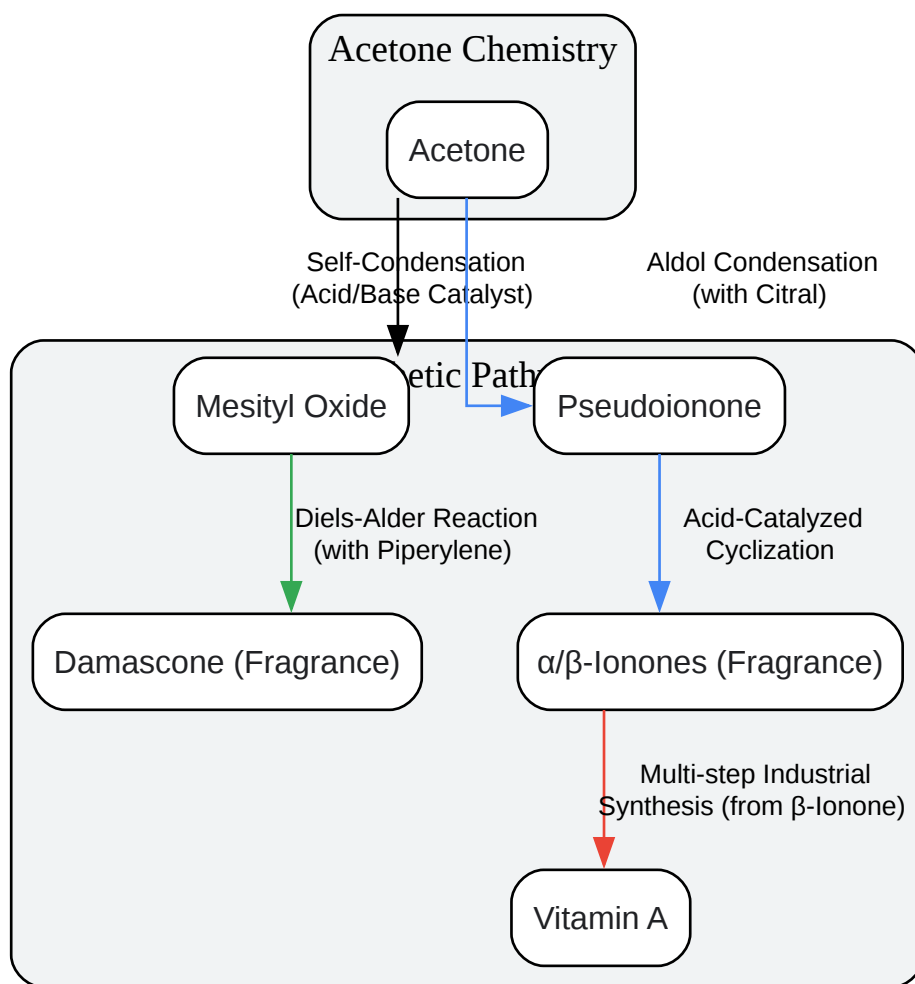 Acetone Chemistry
Acetone
Self-Condensation
(Acid/Base Catalyst)
Aldol Condensation
(with Citral)
Mesityl Oxide
Pseudoionone
Diels-Alder Reaction
(with Piperylene)
Acid-Catalyzed
Cyclization
Damascone (Fragrance)
α/β-Ionones (Fragrance)
Multi-step Industrial
Synthesis (from β-Ionone)
Vitamin A